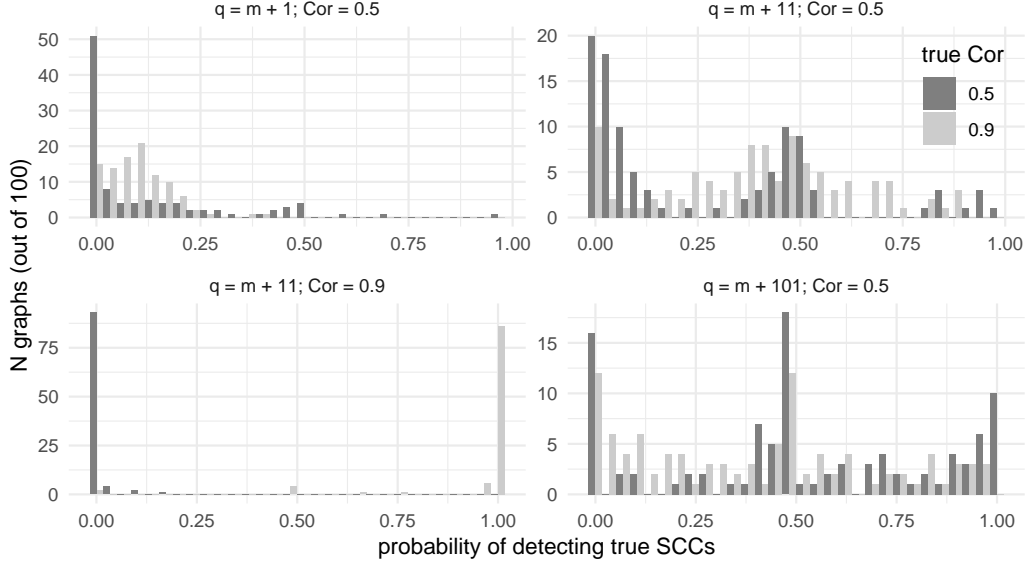 q = m + 1; Cor = 0.5
q = m + 11; Cor = 0.5
50
40
30
20
10
0
0.00 0.25 0.50 0.75 1.00
20
15
10
5
0
0.00 0.25 0.50 0.75 1.00
true Cor
0.5
0.9
N graphs (out of 100)
q = m + 11; Cor = 0.9
q = m + 101; Cor = 0.5
75
50
25
0
0.00 0.25 0.50 0.75 1.00
15
10
5
0
0.00 0.25 0.50 0.75 1.00
probability of detecting true SCCs